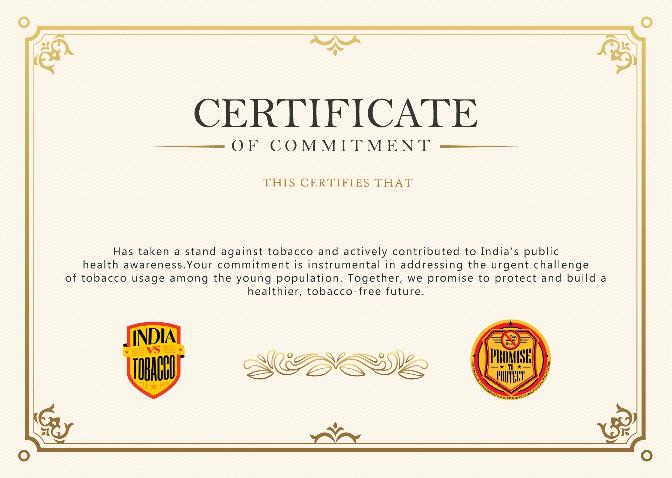 CERTIFICATE
OF COMMITMENT
THIS CERTIFIES THAT
Has taken a stand against tobacco and actively contributed to India's public
health awareness.Your commitment is instrumental in addressing the urgent challenge
of tobacco usage among the young population. Together, we promise to protect and build a
healthier, tobacco-free future.
INDIA
VS
TOBACCO
PROMISE
TO
PROTECT